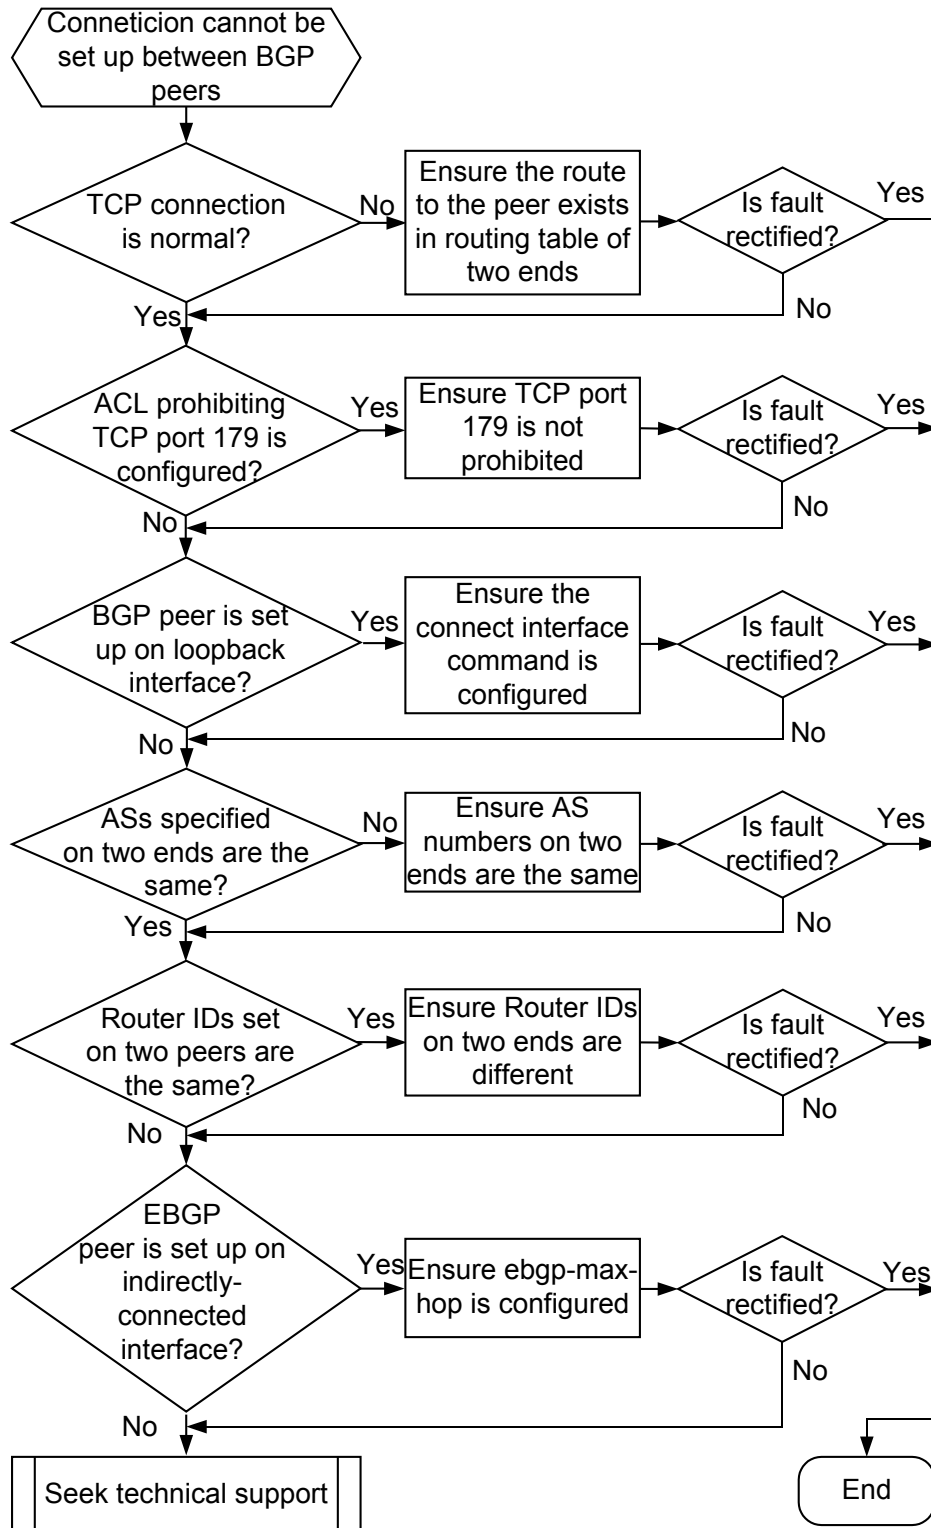 Conneticion cannot be
set up between BGP
peers
TCP connection
is normal?
No
Ensure the route
to the peer exists
in routing table of
two ends
Is fault
rectified?
Yes
No
Yes
ACL prohibiting
TCP port 179 is
configured?
Yes
Ensure TCP port
179 is not
prohibited
Is fault
rectified?
Yes
No
No
BGP peer is set
up on loopback
interface?
Yes
Ensure the
connect interface
command is
configured
Is fault
rectified?
Yes
No
No
ASs specified
on two ends are the
same?
No
Ensure AS
numbers on two
ends are the same
Is fault
rectified?
Yes
No
Yes
Router IDs set
on two peers are
the same?
Yes
Ensure Router IDs
on two ends are
different
Is fault
rectified?
Yes
No
No
EBGP
peer is set up on
indirectly-
connected
interface?
Yes
Ensure ebgp-max-
hop is configured
Is fault
rectified?
Yes
No
No
Seek technical support
End